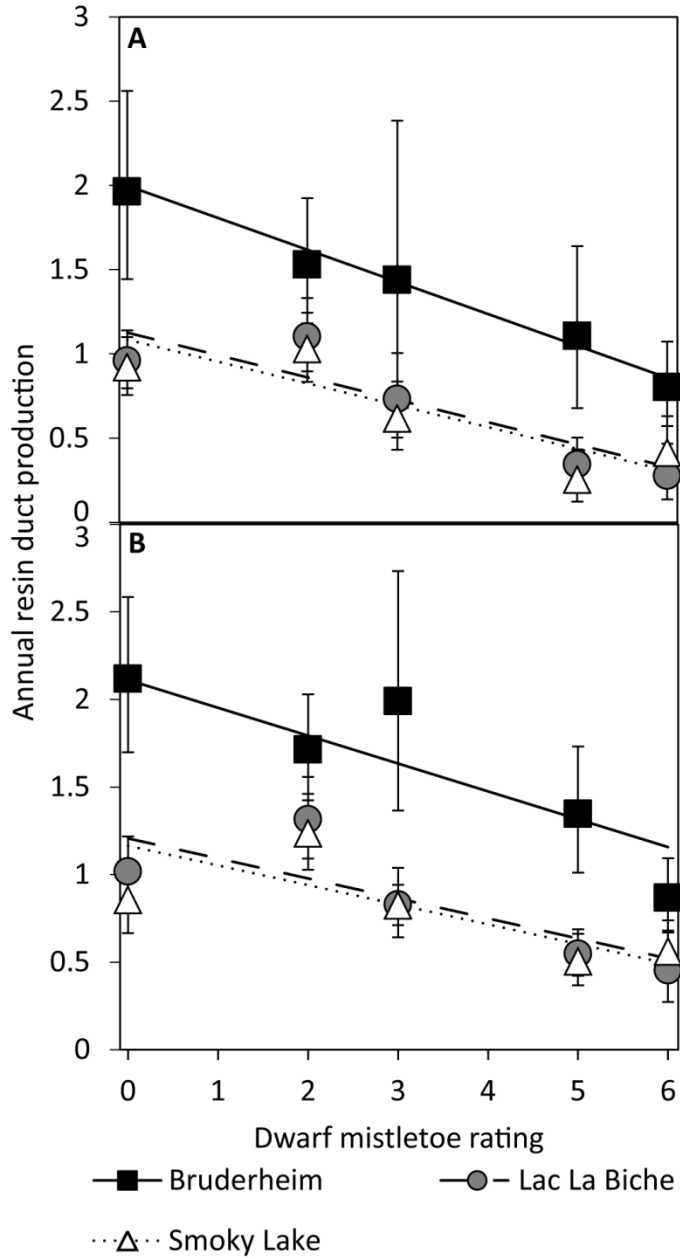 3
A
2.5
2
1.5
1
0.5
0
Annual resin duct production
3
B
2.5
2
1.5
1
0.5
0
0 1 2 3 4 5 6
Dwarf mistletoe rating
Bruderheim Lac La Biche
Smoky Lake